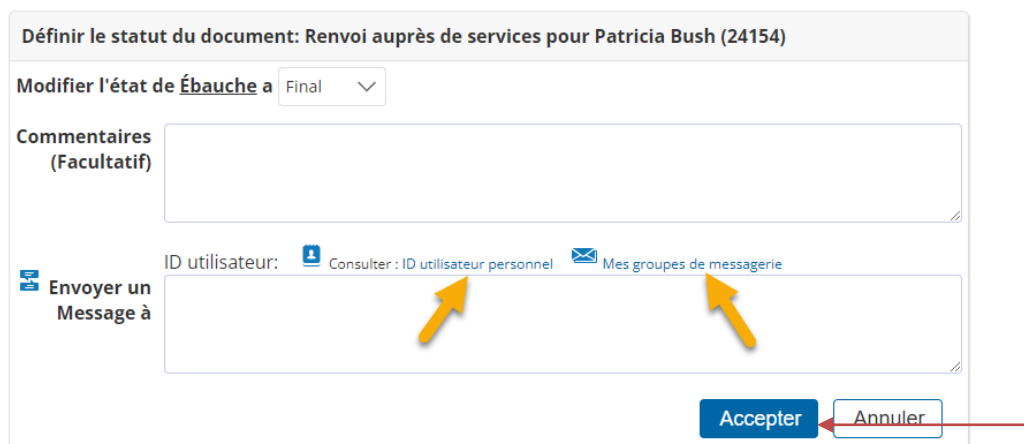 Définir le statut du document: Renvoi auprès de services pour Patricia Bush (24154)
Modifier l'état de Ébauche a Final
Commentaires
(Facultatif)
ID utilisateur: Consulter : ID utilisateur personnel Mes groupes de messagerie
Envoyer un
Message à
Accepter Annuler